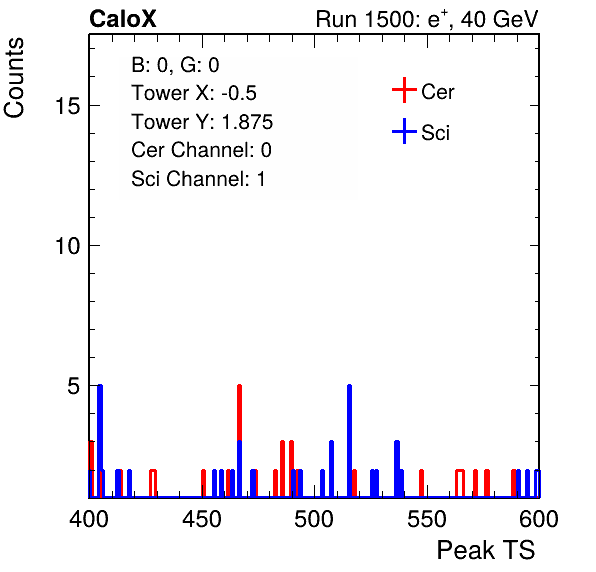 CaloX Run 1500: e⁺, 40 GeV
Counts
B: 0, G: 0
Tower X: -0.5
Tower Y: 1.875
Cer Channel: 0
Sci Channel: 1
Cer
Sci
15
10
5
400 450 500 550 600
Peak TS